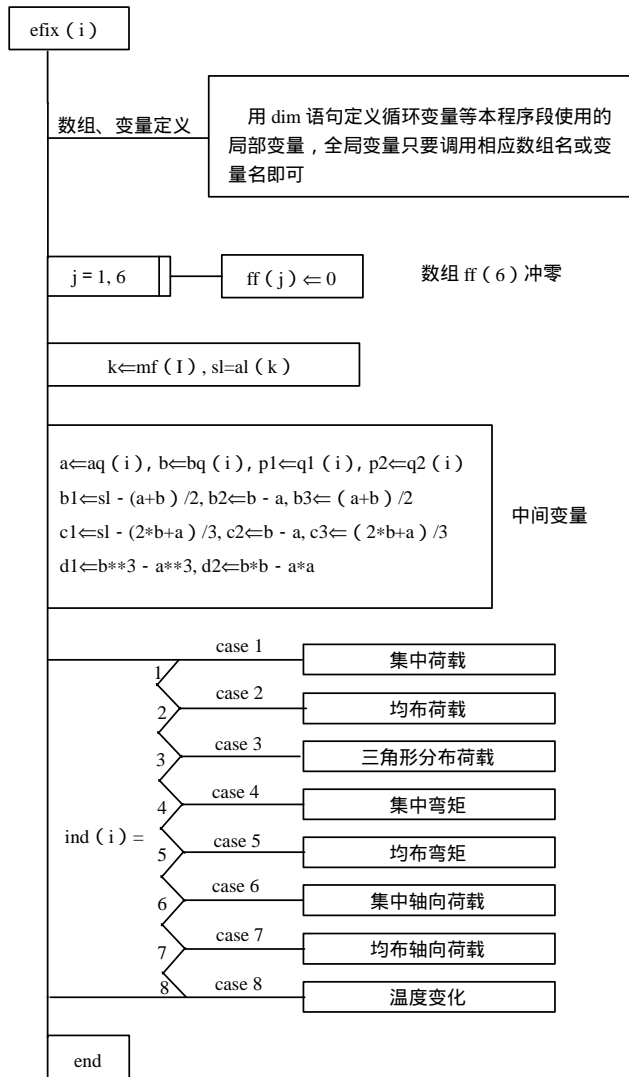 efix(i)
数组、变量定义
用 dim 语句定义循环变量等本程序段使用的
局部变量，全局变量只要调用相应数组名或变
量名即可
j = 1, 6
ff(j)⇐0
数组 ff(6)冲零
k⇐mf(I), sl=al(k)
a⇐aq(i), b⇐bq(i), p1⇐q1(i), p2⇐q2(i)
b1⇐sl - (a+b)/2, b2⇐b - a, b3⇐(a+b)/2
c1⇐sl - (2*b+a)/3, c2⇐b - a, c3⇐(2*b+a)/3
d1⇐b**3 - a**3, d2⇐b*b - a*a
中间变量
case 1
1
集中荷载
case 2
2
均布荷载
case 3
3
三角形分布荷载
case 4
4
集中弯矩
ind(i)=
case 5
5
均布弯矩
case 6
6
集中轴向荷载
case 7
7
均布轴向荷载
case 8
8
温度变化
end